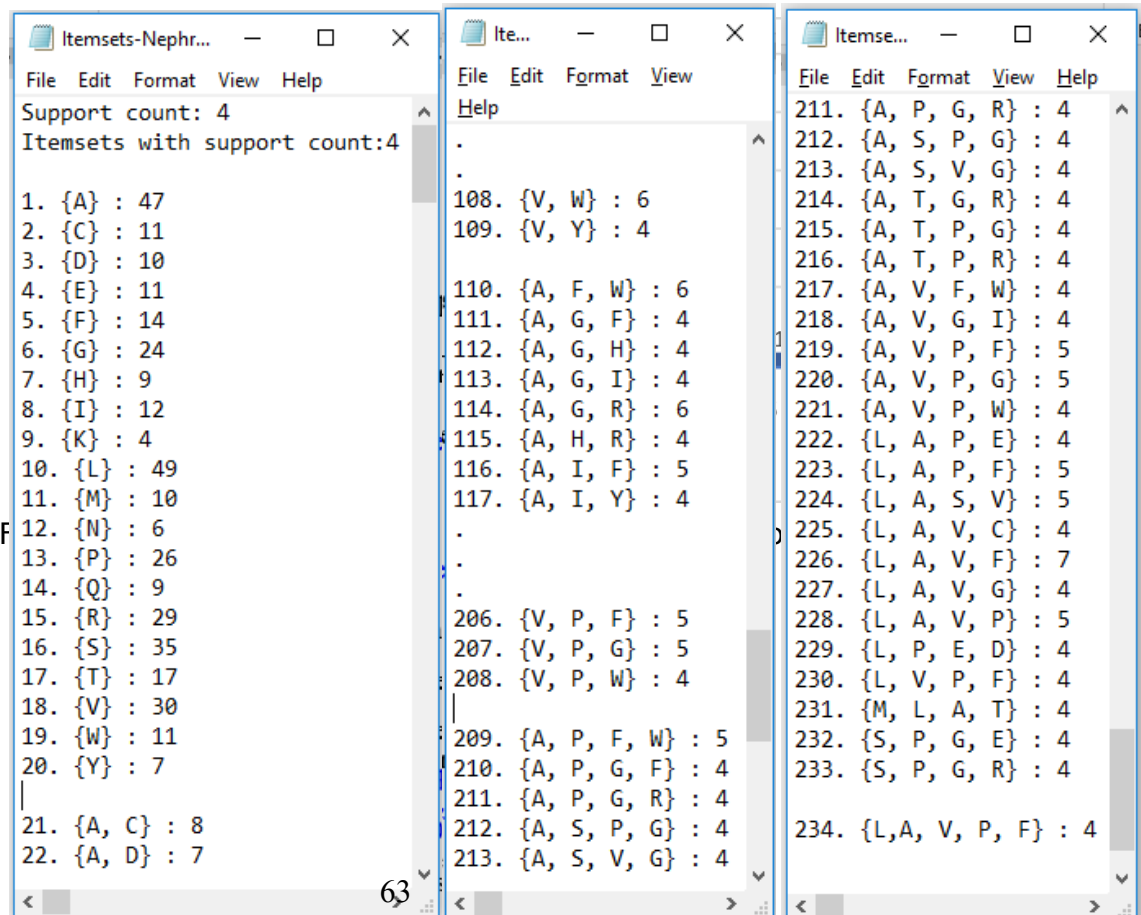 Itemsets-Nephr...
File Edit Format View Help
Support count: 4
Itemsets with support count:4
1. {A} : 47
2. {C} : 11
3. {D} : 10
4. {E} : 11
5. {F} : 14
6. {G} : 24
7. {H} : 9
8. {I} : 12
9. {K} : 4
10. {L} : 49
11. {M} : 10
12. {N} : 6
13. {P} : 26
14. {Q} : 9
15. {R} : 29
16. {S} : 35
17. {T} : 17
18. {V} : 30
19. {W} : 11
20. {Y} : 7
21. {A, C} : 8
22. {A, D} : 7
63
Ite...
File Edit Format View
Help
.
.
108. {V, W} : 6
109. {V, Y} : 4
110. {A, F, W} : 6
111. {A, G, F} : 4
112. {A, G, H} : 4
113. {A, G, I} : 4
114. {A, G, R} : 6
115. {A, H, R} : 4
116. {A, I, F} : 5
117. {A, I, Y} : 4
.
.
.
206. {V, P, F} : 5
207. {V, P, G} : 5
208. {V, P, W} : 4
209. {A, P, F, W} : 5
210. {A, P, G, F} : 4
211. {A, P, G, R} : 4
212. {A, S, P, G} : 4
213. {A, S, V, G} : 4
Itemse...
File Edit Format View Help
211. {A, P, G, R} : 4
212. {A, S, P, G} : 4
213. {A, S, V, G} : 4
214. {A, T, G, R} : 4
215. {A, T, P, G} : 4
216. {A, T, P, R} : 4
217. {A, V, F, W} : 4
218. {A, V, G, I} : 4
219. {A, V, P, F} : 5
220. {A, V, P, G} : 5
221. {A, V, P, W} : 4
222. {L, A, P, E} : 4
223. {L, A, P, F} : 5
224. {L, A, S, V} : 5
225. {L, A, V, C} : 4
226. {L, A, V, F} : 7
227. {L, A, V, G} : 4
228. {L, A, V, P} : 5
229. {L, P, E, D} : 4
230. {L, V, P, F} : 4
231. {M, L, A, T} : 4
232. {S, P, G, E} : 4
233. {S, P, G, R} : 4
234. {L,A, V, P, F} : 4